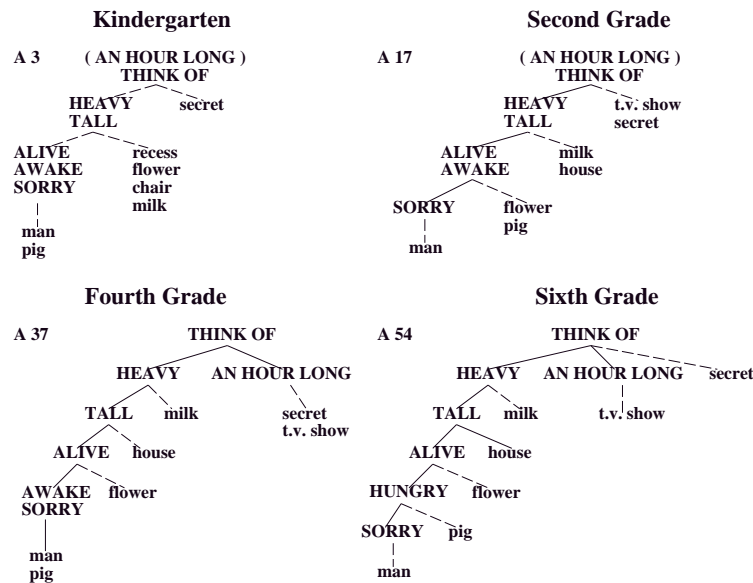 Kindergarten
A 3
( AN HOUR LONG )
THINK OF
HEAVY
TALL
secret
ALIVE
AWAKE
SORRY
recess
flower
chair
milk
man
pig
Second Grade
A 17
( AN HOUR LONG )
THINK OF
HEAVY
TALL
t.v. show
secret
ALIVE
AWAKE
milk
house
SORRY
flower
pig
man
Fourth Grade
A 37
THINK OF
HEAVY
AN HOUR LONG
TALL
milk
secret
t.v. show
ALIVE
house
AWAKE
SORRY
flower
man
pig
Sixth Grade
A 54
THINK OF
HEAVY
AN HOUR LONG
secret
TALL
milk
t.v. show
ALIVE
house
HUNGRY
flower
SORRY
pig
man